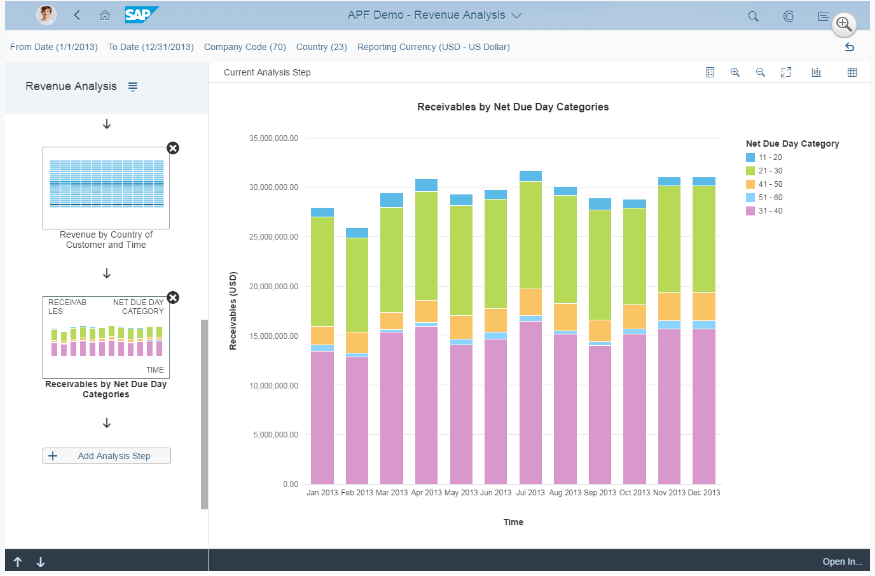 SAP
APF Demo - Revenue Analysis
From Date (1/1/2013) To Date (12/31/2013) Company Code (70) Country (23) Reporting Currency (USD - US Dollar)
Revenue Analysis
Revenue by Country of
Customer and Time
RECEIVAB
LES
NET DUE DAY
CATEGORY
TIME
Receivables by Net Due Day
Categories
Add Analysis Step
Current Analysis Step
Receivables by Net Due Day Categories
Receivables (USD)
35,000,000.00
30,000,000.00
25,000,000.00
20,000,000.00
15,000,000.00
10,000,000.00
5,000,000.00
0.00
Jan 2013 Feb 2013 Mar 2013 Apr 2013 May 2013 Jun 2013 Jul 2013 Aug 2013 Sep 2013 Oct 2013 Nov 2013 Dec 2013
Time
Net Due Day Category
11 - 20
21 - 30
41 - 50
51 - 60
31 - 40
Open In...